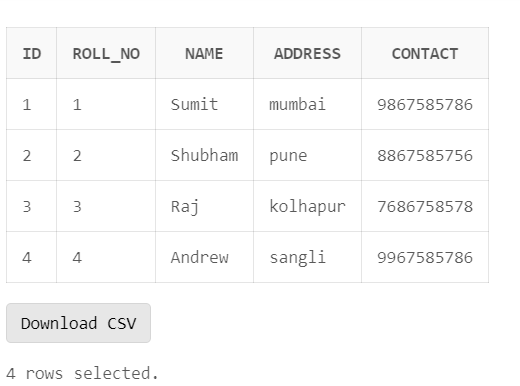 ID ROLL_NO NAME ADDRESS CONTACT
1 1 Sumit mumbai 9867585786
2 2 Shubham pune 8867585756
3 3 Raj kolhapur 7686758578
4 4 Andrew sangli 9967585786
Download CSV
4 rows selected.